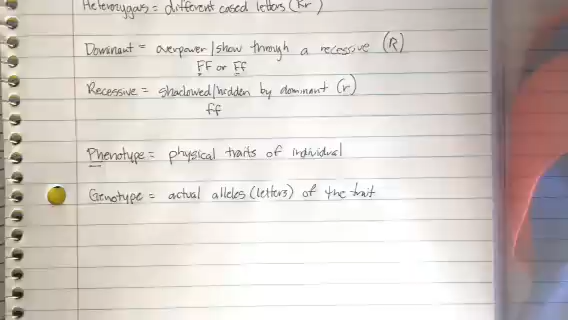 Heterozygous = different cased letters (Rr)
Dominant = overpower/show through a recessive (R)
FF or Ff
Recessive = shadowed/hidden by dominant (r)
ff
Phenotype = physical traits of individual
Genotype = actual alleles (letters) of the trait